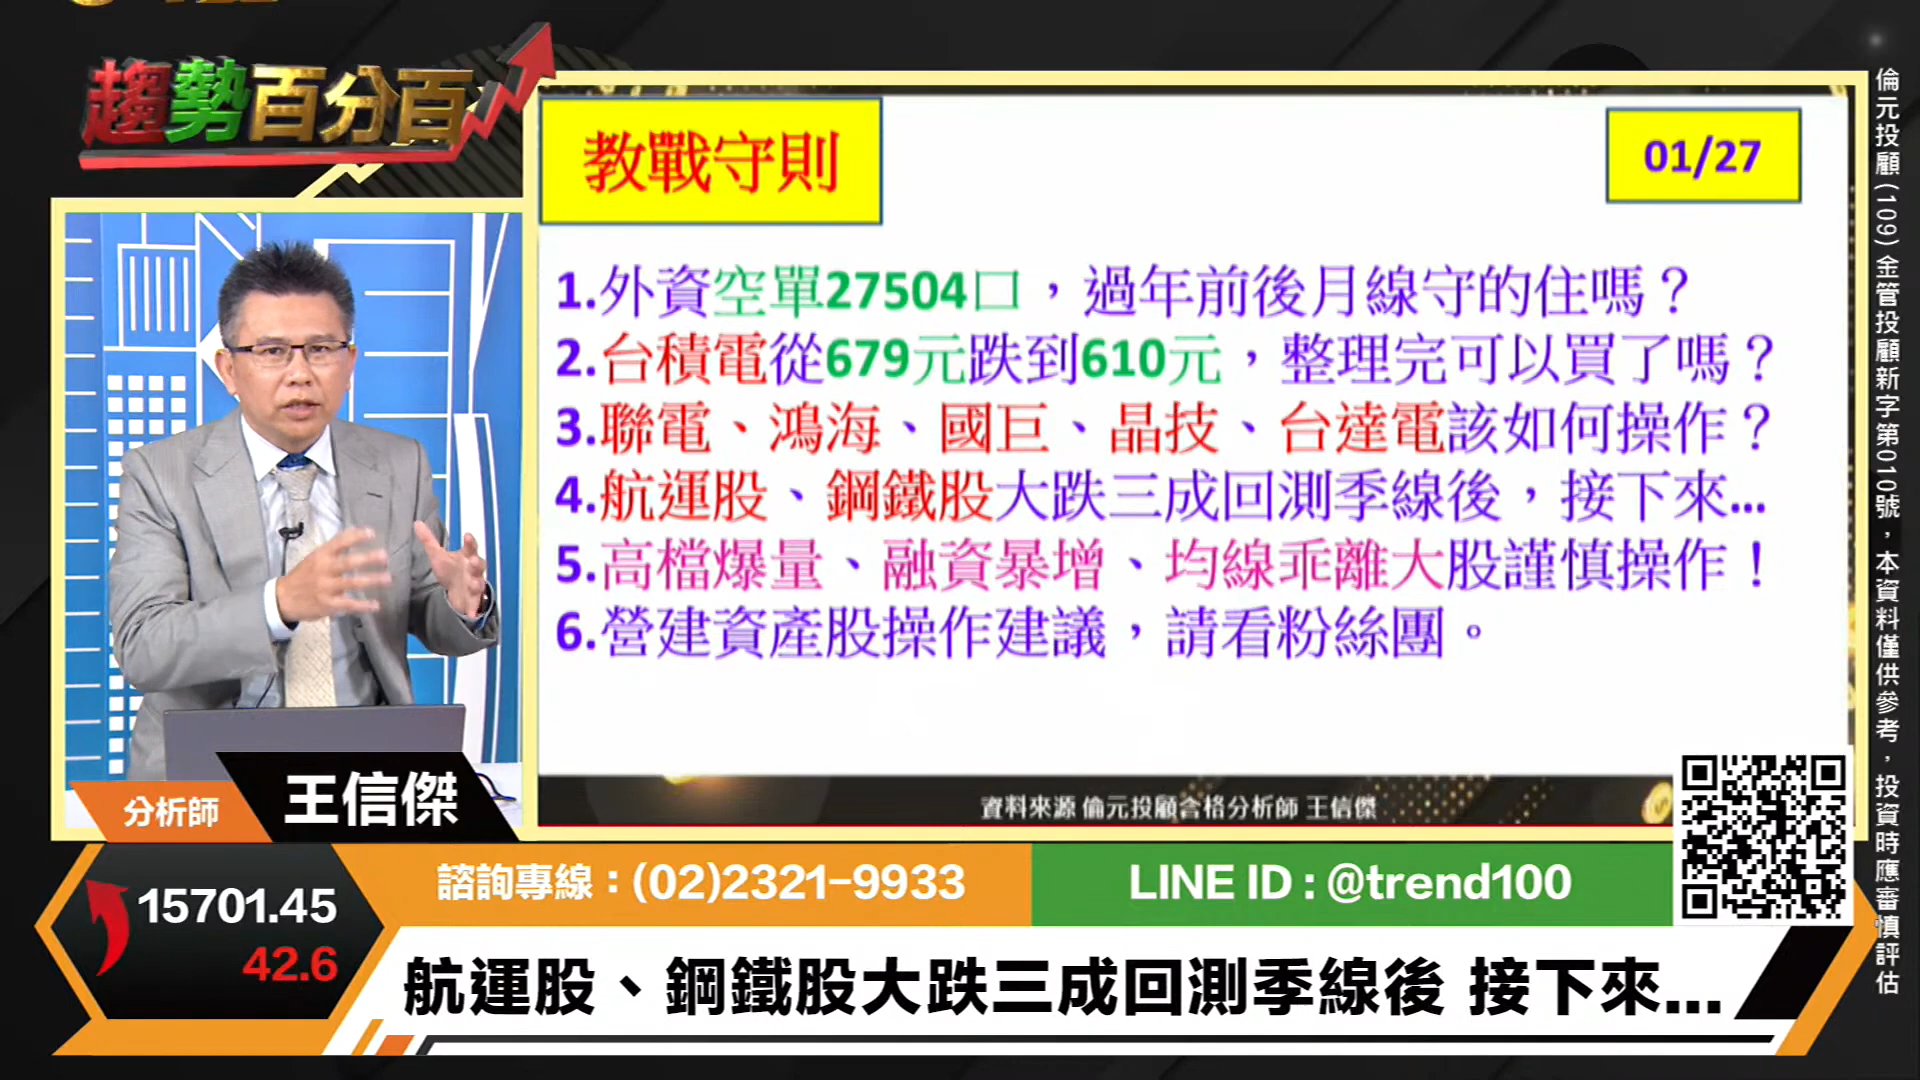 趨勢百分百
教戰守則
01/27
1.外資空單27504口，過年前後月線守的住嗎？
2.台積電從679元跌到610元，整理完可以買了嗎？
3.聯電、鴻海、國巨、晶技、台達電該如何操作？
4.航運股、鋼鐵股大跌三成回測季線後，接下來...
5.高檔爆量、融資暴增、均線乖離大股謹慎操作！
6.營建資產股操作建議，請看粉絲團。
資料來源 倫元投顧合格分析師 王信傑
分析師
王信傑
15701.45
42.6
諮詢專線：(02)2321-9933
LINE ID : @trend100
航運股、鋼鐵股大跌三成回測季線後 接下來...
倫元投顧(109)金管投顧新字第010號，本資料僅供參考，投資時應審慎評估